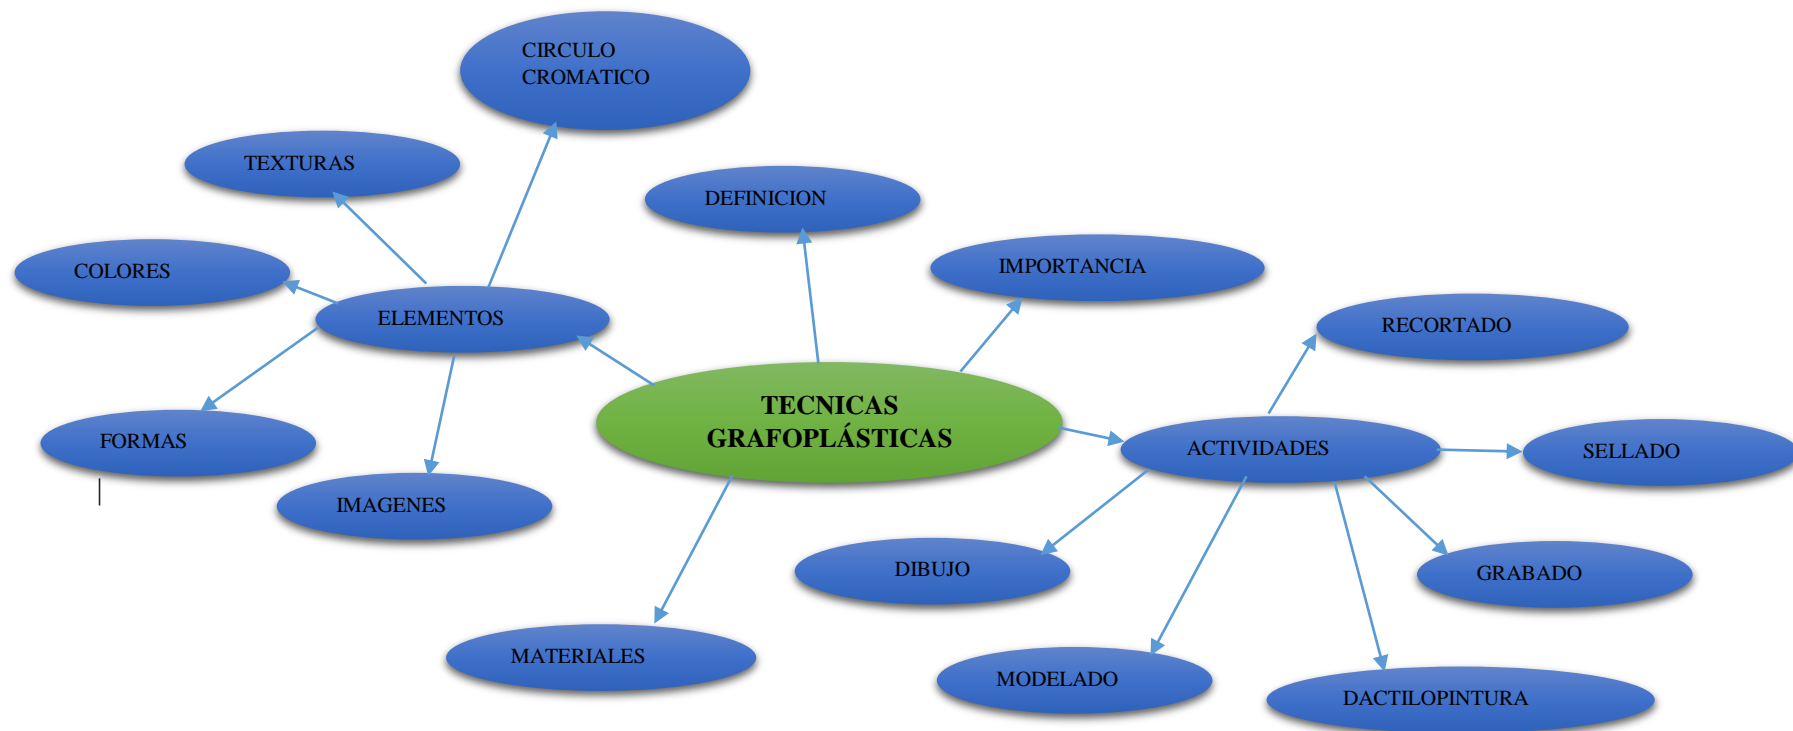 CIRCULO
CROMATICO
TEXTURAS
DEFINICION
COLORES
IMPORTANCIA
ELEMENTOS
RECORTADO
TECNICAS
GRAFOPLÁSTICAS
FORMAS
ACTIVIDADES
SELLADO
IMAGENES
DIBUJO
GRABADO
MATERIALES
MODELADO
DACTILOPINTURA